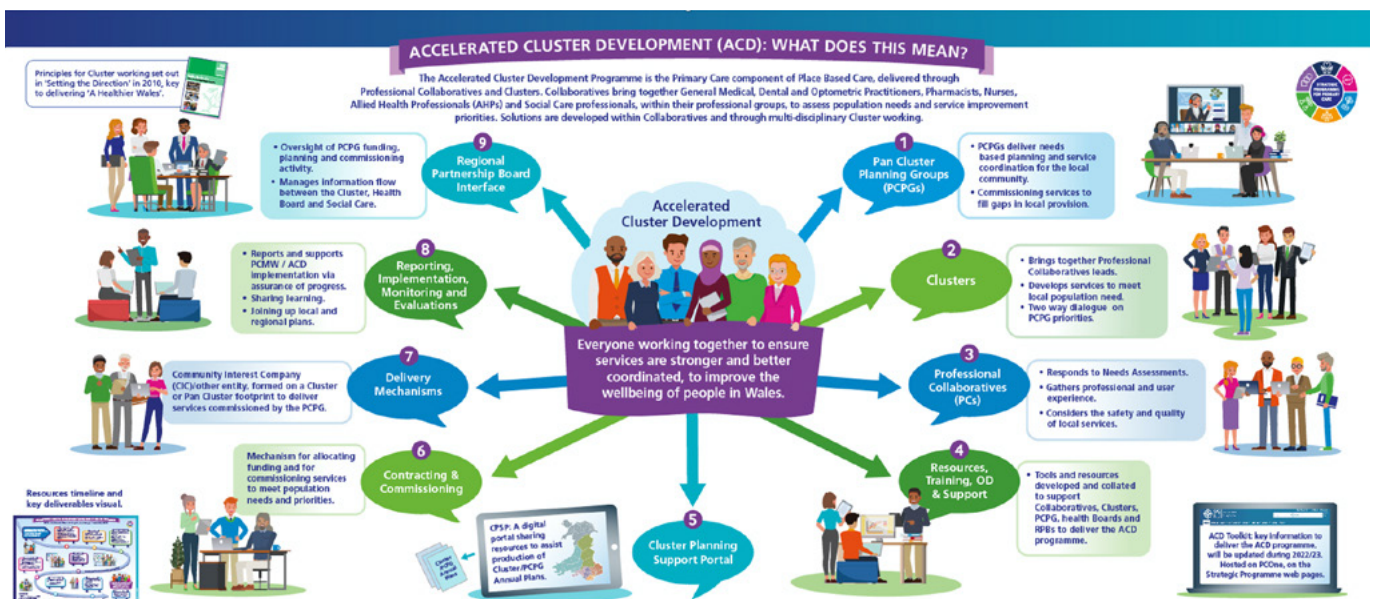 ACCELERATED CLUSTER DEVELOPMENT (ACD): WHAT DOES THIS MEAN?
Principles for Cluster working set out
in 'Setting the Direction' in 2010, key
to delivering 'A Healthier Wales'.
The Accelerated Cluster Development Programme is the Primary Care component of Place Based Care, delivered through
Professional Collaboratives and Clusters. Collaboratives bring together General Medical, Dental and Optometric Practitioners, Pharmacists, Nurses,
Allied Health Professionals (AHPs) and Social Care professionals, within their professional groups, to assess population needs and service improvement
priorities. Solutions are developed within Collaboratives and through multi-disciplinary Cluster working.
STRATEGIC
PROGRAMME
FOR PRIMARY
CARE
Accelerated
Cluster Development
Everyone working together to ensure
services are stronger and better
coordinated, to improve the
wellbeing of people in Wales.
1
Pan Cluster
Planning Groups
(PCPGs)
• PCPGs deliver needs
based planning and service
coordination for the local
community.
• Commissioning services to
fill gaps in local provision.
2
Clusters
• Brings together Professional
Collaboratives leads.
• Develops services to meet
local population need.
• Two way dialogue on
PCPG priorities.
3
Professional
Collaboratives
(PCs)
• Responds to Needs Assessments.
• Gathers professional and user
experience.
• Considers the safety and quality
of local services.
4
Resources,
Training, OD
& Support
• Tools and resources
developed and collated
to support
Collaboratives, Clusters,
PCPG, health Boards and
RPBs to deliver the ACD
programme.
5
Cluster Planning
Support Portal
CPSP: A digital
portal sharing
resources to assist
production of
Cluster/PCPG
Annual Plans.
Cluster
PCPG
Annual
Plans
6
Contracting &
Commissioning
Mechanism for allocating
funding and for
commissioning services
to meet population
needs and priorities.
7
Delivery
Mechanisms
Community Interest Company
(CIC)/other entity, formed on a Cluster
or Pan Cluster footprint to deliver
services commissioned by the PCPG.
8
Reporting,
Implementation,
Monitoring and
Evaluations
• Reports and supports
PCMW / ACD
implementation via
assurance of progress.
• Sharing learning.
• Joining up local and
regional plans.
9
Regional
Partnership Board
Interface
• Oversight of PCPG funding,
planning and commissioning
activity.
• Manages information flow
between the Cluster, Health
Board and Social Care.
Resources timeline and
key deliverables visual.
ACD Toolkit: key information to
deliver the ACD programme,
will be updated during 2022/23.
Hosted on PCOne, on the
Strategic Programme web pages.